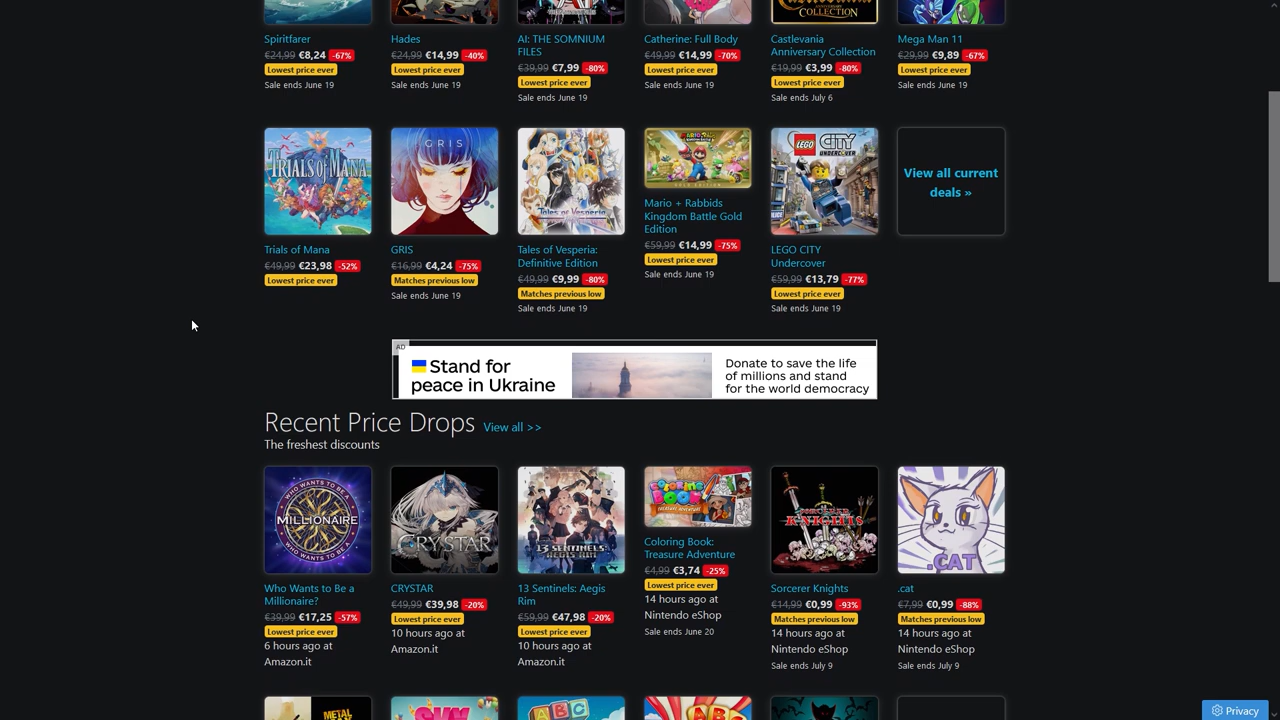 COLLECTION
Spiritfarer
€24,99 €8,24 -67%
Lowest price ever
Sale ends June 19
Hades
€24,99 €14,99 -40%
Lowest price ever
Sale ends June 19
AI: THE SOMNIUM
FILES
€39,99 €7,99 -80%
Lowest price ever
Sale ends June 19
Catherine: Full Body
€49,99 €14,99 -70%
Lowest price ever
Sale ends June 19
Castlevania
Anniversary Collection
€19,99 €3,99 -80%
Lowest price ever
Sale ends July 6
Mega Man 11
€29,99 €9,89 -67%
Lowest price ever
Sale ends June 19
TRIALS of MANA
Trials of Mana
€49,99 €23,98 -52%
Lowest price ever
GRIS
GRIS
€16,99 €4,24 -75%
Matches previous low
Sale ends June 19
Tales of Vesperia
Tales of Vesperia:
Definitive Edition
€49,99 €9,99 -80%
Matches previous low
Sale ends June 19
GOLD EDITION
Mario + Rabbids
Kingdom Battle Gold
Edition
€59,99 €14,99 -75%
Lowest price ever
Sale ends June 19
LEGO CITY
UNDERCOVER
LEGO CITY
Undercover
€59,99 €13,79 -77%
Lowest price ever
Sale ends June 19
View all current
deals »
AD
Stand for
peace in Ukraine
Donate to save the life
of millions and stand
for the world democracy
Recent Price Drops View all >>
The freshest discounts
WHO WANTS TO BE A
MILLIONAIRE
Who Wants to Be a
Millionaire?
€39,99 €17,25 -57%
Lowest price ever
6 hours ago at
Amazon.it
CRYSTAR
CRYSTAR
€49,99 €39,98 -20%
Lowest price ever
10 hours ago at
Amazon.it
13 SENTINELS:
AEGIS RIM
13 Sentinels: Aegis
Rim
€59,99 €47,98 -20%
Lowest price ever
10 hours ago at
Amazon.it
COLORING
BOOK
TREASURE ADVENTURE
Coloring Book:
Treasure Adventure
€4,99 €3,74 -25%
Lowest price ever
14 hours ago at
Nintendo eShop
Sale ends June 20
SORCERER
KNIGHTS
Sorcerer Knights
€14,99 €0,99 -93%
Matches previous low
14 hours ago at
Nintendo eShop
Sale ends July 9
.CAT
.cat
€7,99 €0,99 -88%
Matches previous low
14 hours ago at
Nintendo eShop
Sale ends July 9
METAL
ABC
Privacy